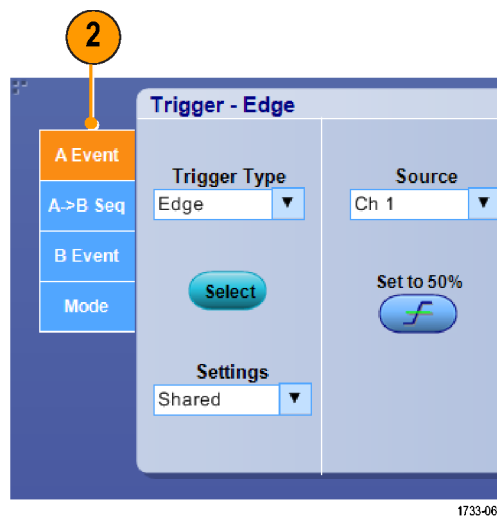 2
Trigger - Edge
A Event
A->B Seq
B Event
Mode
Trigger Type
Edge
Select
Settings
Shared
Source
Ch 1
Set to 50%
1733-06